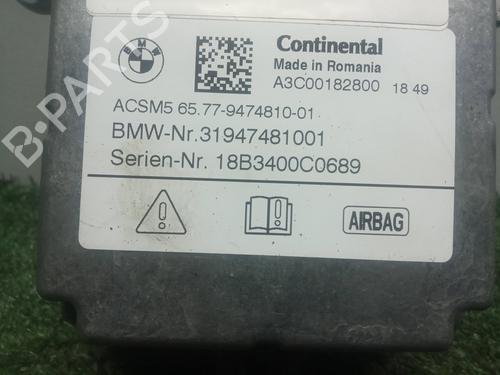 BMW
Continental
Made in Romania
A3C00182800 18 49
ACSM5 65.77-9474810-01
BMW-Nr.31947481001
Serien-Nr. 18B3400C0689
AIRBAG
B-Parts